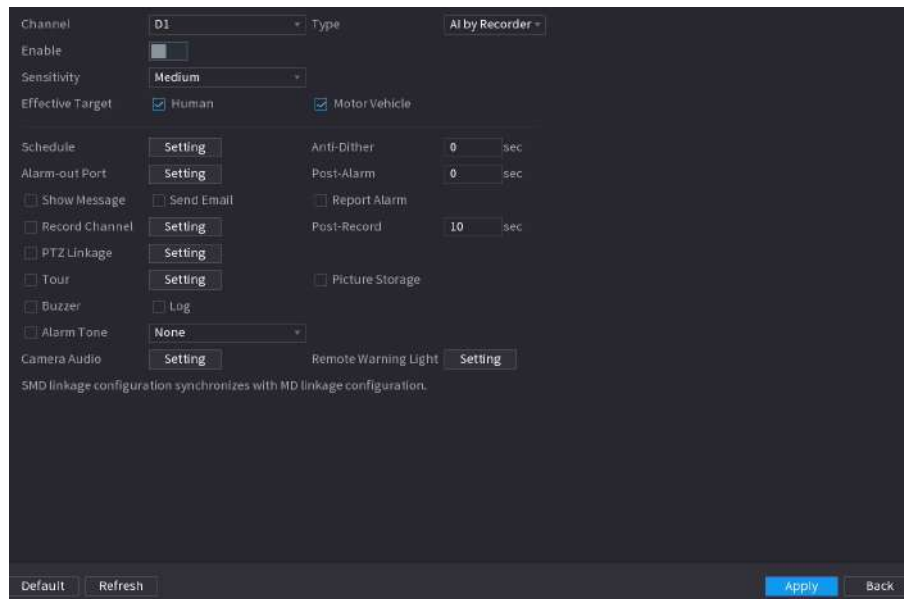 Channel D1 Type AI by Recorder
Enable
Sensitivity Medium
Effective Target Human Motor Vehicle
Schedule Setting Anti-Dither 0 sec
Alarm-out Port Setting Post-Alarm 0 sec
Show Message Send Email Report Alarm
Record Channel Setting Post-Record 10 sec
PTZ Linkage Setting
Tour Setting Picture Storage
Buzzer Log
Alarm Tone None
Camera Audio Setting Remote Warning Light Setting
SMD linkage configuration synchronizes with MD linkage configuration.
Default Refresh Apply Back